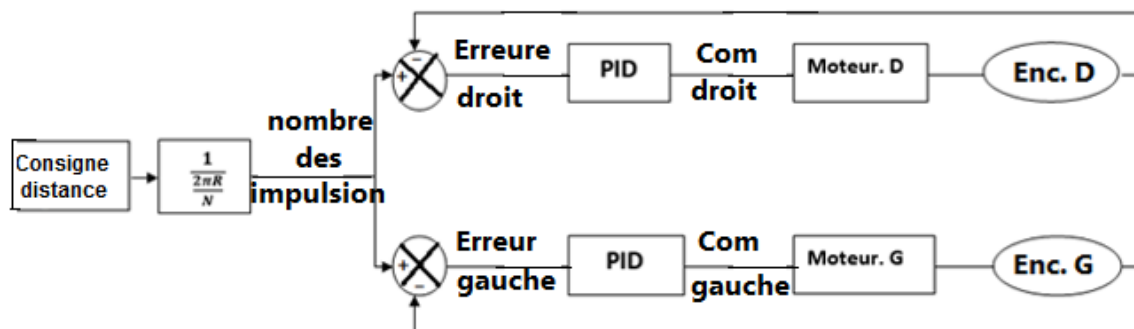 Consigne
distance
1
2πR
N
nombre
des
impulsion
−
+
Erreure
droit
PID
Com
droit
Moteur. D
Enc. D
+
−
Erreur
gauche
PID
Com
gauche
Moteur. G
Enc. G